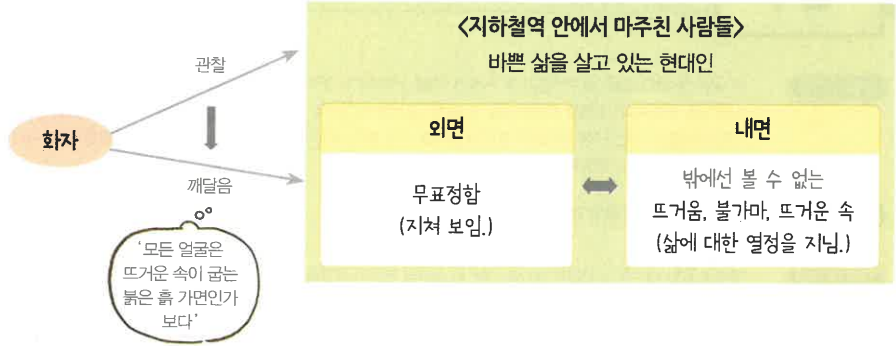 <지하철역 안에서 마주친 사람들>
바쁜 삶을 살고 있는 현대인
관찰
화자
외면
내면
무표정함
(지쳐 보임.)
밖에선 볼 수 없는
뜨거움, 불가마, 뜨거운 속
(삶에 대한 열정을 지님.)
깨달음
'모든 얼굴은
뜨거운 속이 굽는
붉은 흙 가면인가
보다'